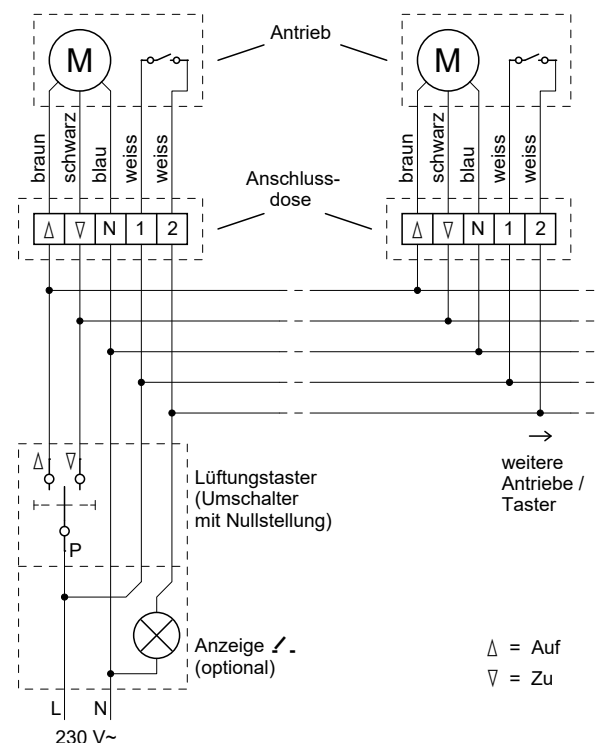 Antrieb
M
M
braun
schwarz
blau
weiss
weiss
braun
schwarz
blau
weiss
weiss
Anschluss-
dose
△ ▽ N 1 2
△ ▽ N 1 2
→
weitere
Antriebe /
Taster
△ ▽
Lüftungstaster
(Umschalter
mit Nullstellung)
P
Anzeige
(optional)
△ = Auf
▽ = Zu
L N
230 V~